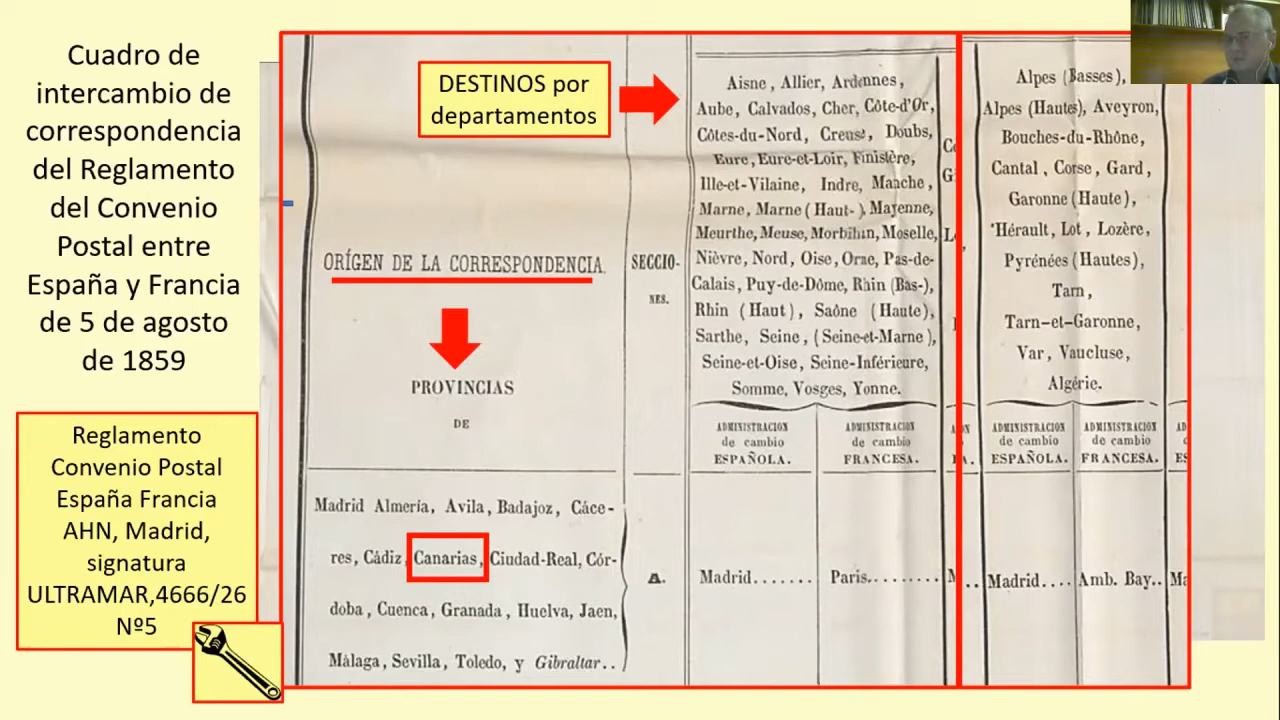 Cuadro de
intercambio de
correspondencia
del Reglamento
del Convenio
Postal entre
España y Francia
de 5 de agosto
de 1859
Reglamento
Convenio Postal
España Francia
AHN, Madrid,
signatura
ULTRAMAR,4666/26
Nº5
DESTINOS por
departamentos
ORÍGEN DE LA CORRESPONDENCIA.
PROVINCIAS
DE
Madrid Almería, Avila, Badajoz, Cáce-
res, Cádiz, Canarias, Ciudad-Real, Cór-
doba, Cuenca, Granada, Huelva, Jaen,
Málaga, Sevilla, Toledo, y Gibraltar..
SECCIO-
NES.
A.
Aisne, Allier, Ardennes,
Aube, Calvados, Cher, Côte-d'Or,
Côtes-du-Nord, Creuse, Doubs,
Eure, Eure-et-Loir, Finistère,
Ille-et-Vilaine, Indre, Manche,
Marne, Marne (Haut-), Mayenne,
Meurthe, Meuse, Morbihan, Moselle,
Nièvre, Nord, Oise, Orne, Pas-de-
Calais, Puy-de-Dôme, Rhin (Bas-),
Rhin (Haut), Saône (Haute),
Sarthe, Seine, (Seine-et-Marne),
Seine-et-Oise, Seine-Inférieure,
Somme, Vosges, Yonne.
ADMINISTRACION
de cambio
ESPAÑOLA.
ADMINISTRACION
de cambio
FRANCESA.
Madrid.......
Paris.........
Alpes (Basses),
Alpes (Hautes), Aveyron,
Bouches-du-Rhône,
Cantal, Corse, Gard,
Garonne (Haute),
Hérault, Lot, Lozère,
Pyrénées (Hautes),
Tarn,
Tarn-et-Garonne,
Var, Vaucluse,
Algérie.
ADMINISTRACION
de cambio
ESPAÑOLA.
ADMINISTRACION
de cambio
FRANCESA.
Madrid....
Amb. Bay..